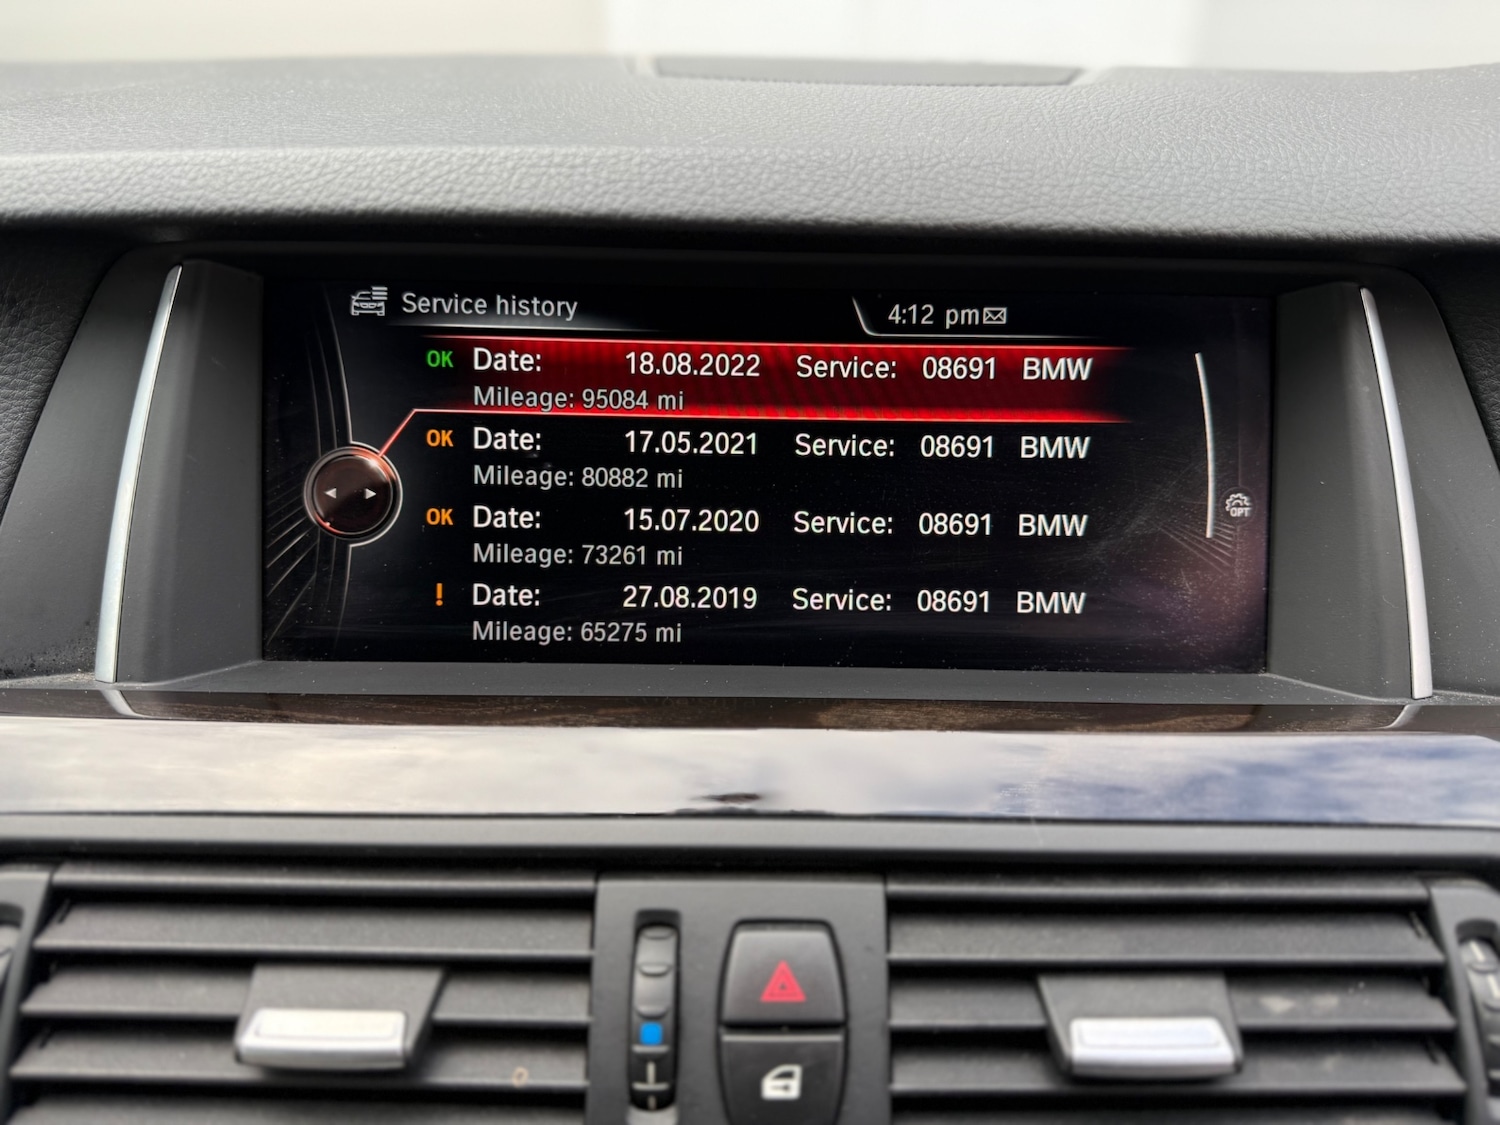 Service history
4:12 pm
OK Date: 18.08.2022 Service: 08691 BMW
Mileage: 95084 mi
OK Date: 17.05.2021 Service: 08691 BMW
Mileage: 80882 mi
OK Date: 15.07.2020 Service: 08691 BMW
Mileage: 73261 mi
! Date: 27.08.2019 Service: 08691 BMW
Mileage: 65275 mi
OPT